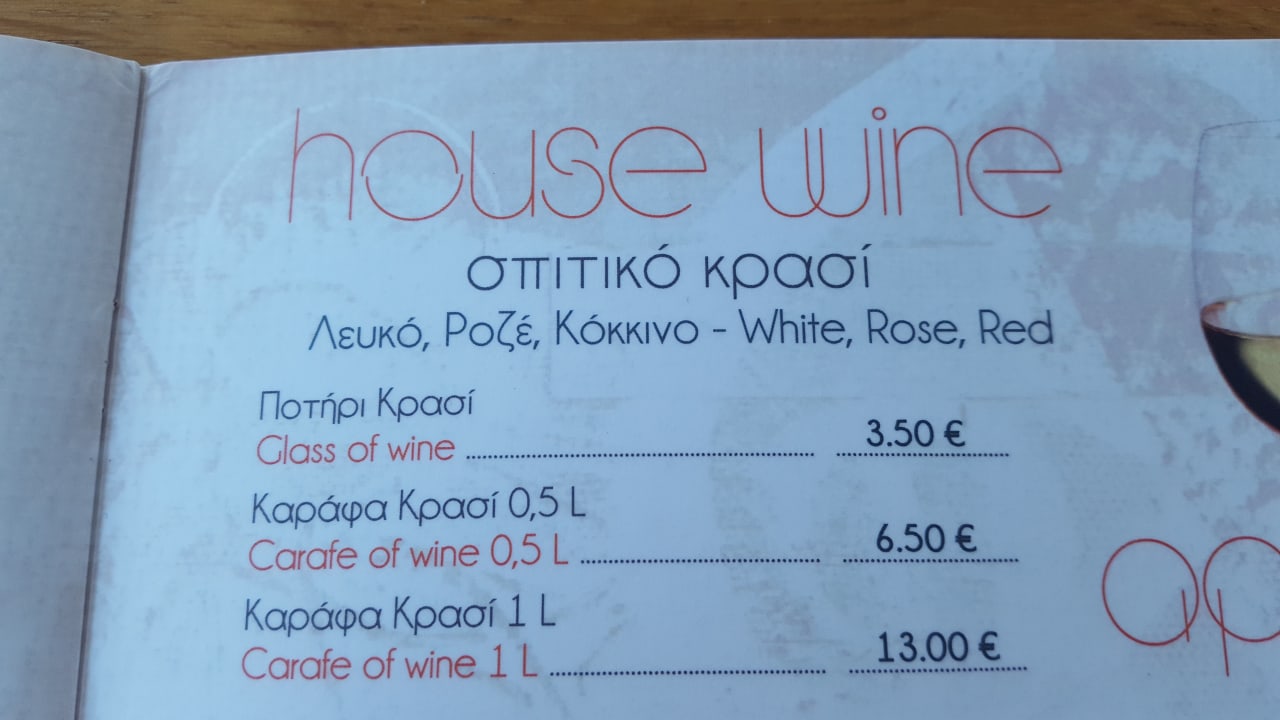 house wine
σπιτικό κρασί
Λευκό, Ροζέ, Κόκκινο - White, Rose, Red
Ποτήρι Κρασί
Glass of wine 3.50 €
Καράφα Κρασί 0,5 L
Carafe of wine 0,5 L 6.50 €
Καράφα Κρασί 1 L
Carafe of wine 1 L 13.00 €